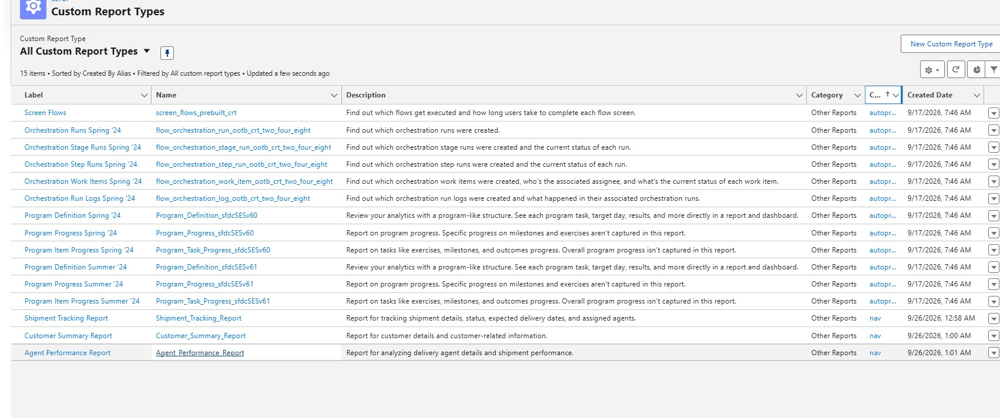 Custom Report Types
Custom Report Type
All Custom Report Types
New Custom Report Type
15 items • Sorted by Created By Alias • Filtered by All custom report types • Updated a few seconds ago
Label Name Description Category C... Created Date
Screen Flows screen_flows_prebuilt_crt Find out which flows get executed and how long users take to complete each flow screen. Other Reports autopr... 9/17/2026, 7:46 AM
Orchestration Runs Spring '24 flow_orchestration_run_ootb_crt_two_four_eight Find out which orchestration runs were created. Other Reports autopr... 9/17/2026, 7:46 AM
Orchestration Stage Runs Spring '24 flow_orchestration_stage_run_ootb_crt_two_four_eight Find out which orchestration stage runs were created and the current status of each run. Other Reports autopr... 9/17/2026, 7:46 AM
Orchestration Step Runs Spring '24 flow_orchestration_step_run_ootb_crt_two_four_eight Find out which orchestration step runs were created and the current status of each run. Other Reports autopr... 9/17/2026, 7:46 AM
Orchestration Work Items Spring '24 flow_orchestration_work_item_ootb_crt_two_four_eight Find out which orchestration work items were created, who's the associated assignee, and what's the current status of each work item. Other Reports autopr... 9/17/2026, 7:46 AM
Orchestration Run Logs Spring '24 flow_orchestration_log_ootb_crt_two_four_eight Find out which orchestration run logs were created and what happened in their associated orchestration runs. Other Reports autopr... 9/17/2026, 7:46 AM
Program Definition Spring '24 Program_Definition_sfdcSESv60 Review your analytics with a program-like structure. See each program task, target day, results, and more directly in a report and dashboard. Other Reports autopr... 9/17/2026, 7:46 AM
Program Progress Spring '24 Program_Progress_sfdcSESv60 Report on program progress. Specific progress on milestones and exercises aren't captured in this report. Other Reports autopr... 9/17/2026, 7:46 AM
Program Item Progress Spring '24 Program_Task_Progress_sfdcSESv60 Report on tasks like exercises, milestones, and outcomes progress. Overall program progress isn't captured in this report. Other Reports autopr... 9/17/2026, 7:46 AM
Program Definition Summer '24 Program_Definition_sfdcSESv61 Review your analytics with a program-like structure. See each program task, target day, results, and more directly in a report and dashboard. Other Reports autopr... 9/17/2026, 7:46 AM
Program Progress Summer '24 Program_Progress_sfdcSESv61 Report on program progress. Specific progress on milestones and exercises aren't captured in this report. Other Reports autopr... 9/17/2026, 7:46 AM
Program Item Progress Summer '24 Program_Task_Progress_sfdcSESv61 Report on tasks like exercises, milestones, and outcomes progress. Overall program progress isn't captured in this report. Other Reports autopr... 9/17/2026, 7:46 AM
Shipment Tracking Report Shipment_Tracking_Report Report for tracking shipment details, status, expected delivery dates, and assigned agents. Other Reports nav 9/26/2026, 12:58 AM
Customer Summary Report Customer_Summary_Report Report for customer details and customer-related information. Other Reports nav 9/26/2026, 1:00 AM
Agent Performance Report Agent_Performance_Report Report for analyzing delivery agent details and shipment performance. Other Reports nav 9/26/2026, 1:01 AM